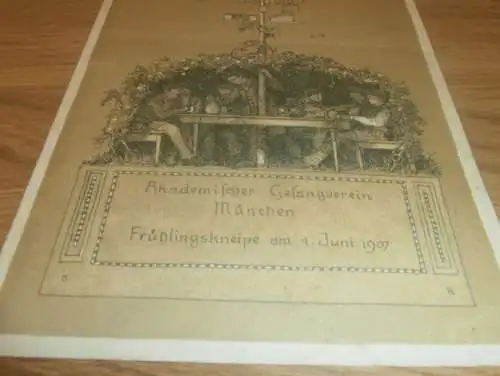 Akademischer Gesangverein
München
Frühlingskneipe am 1. Juni 1907